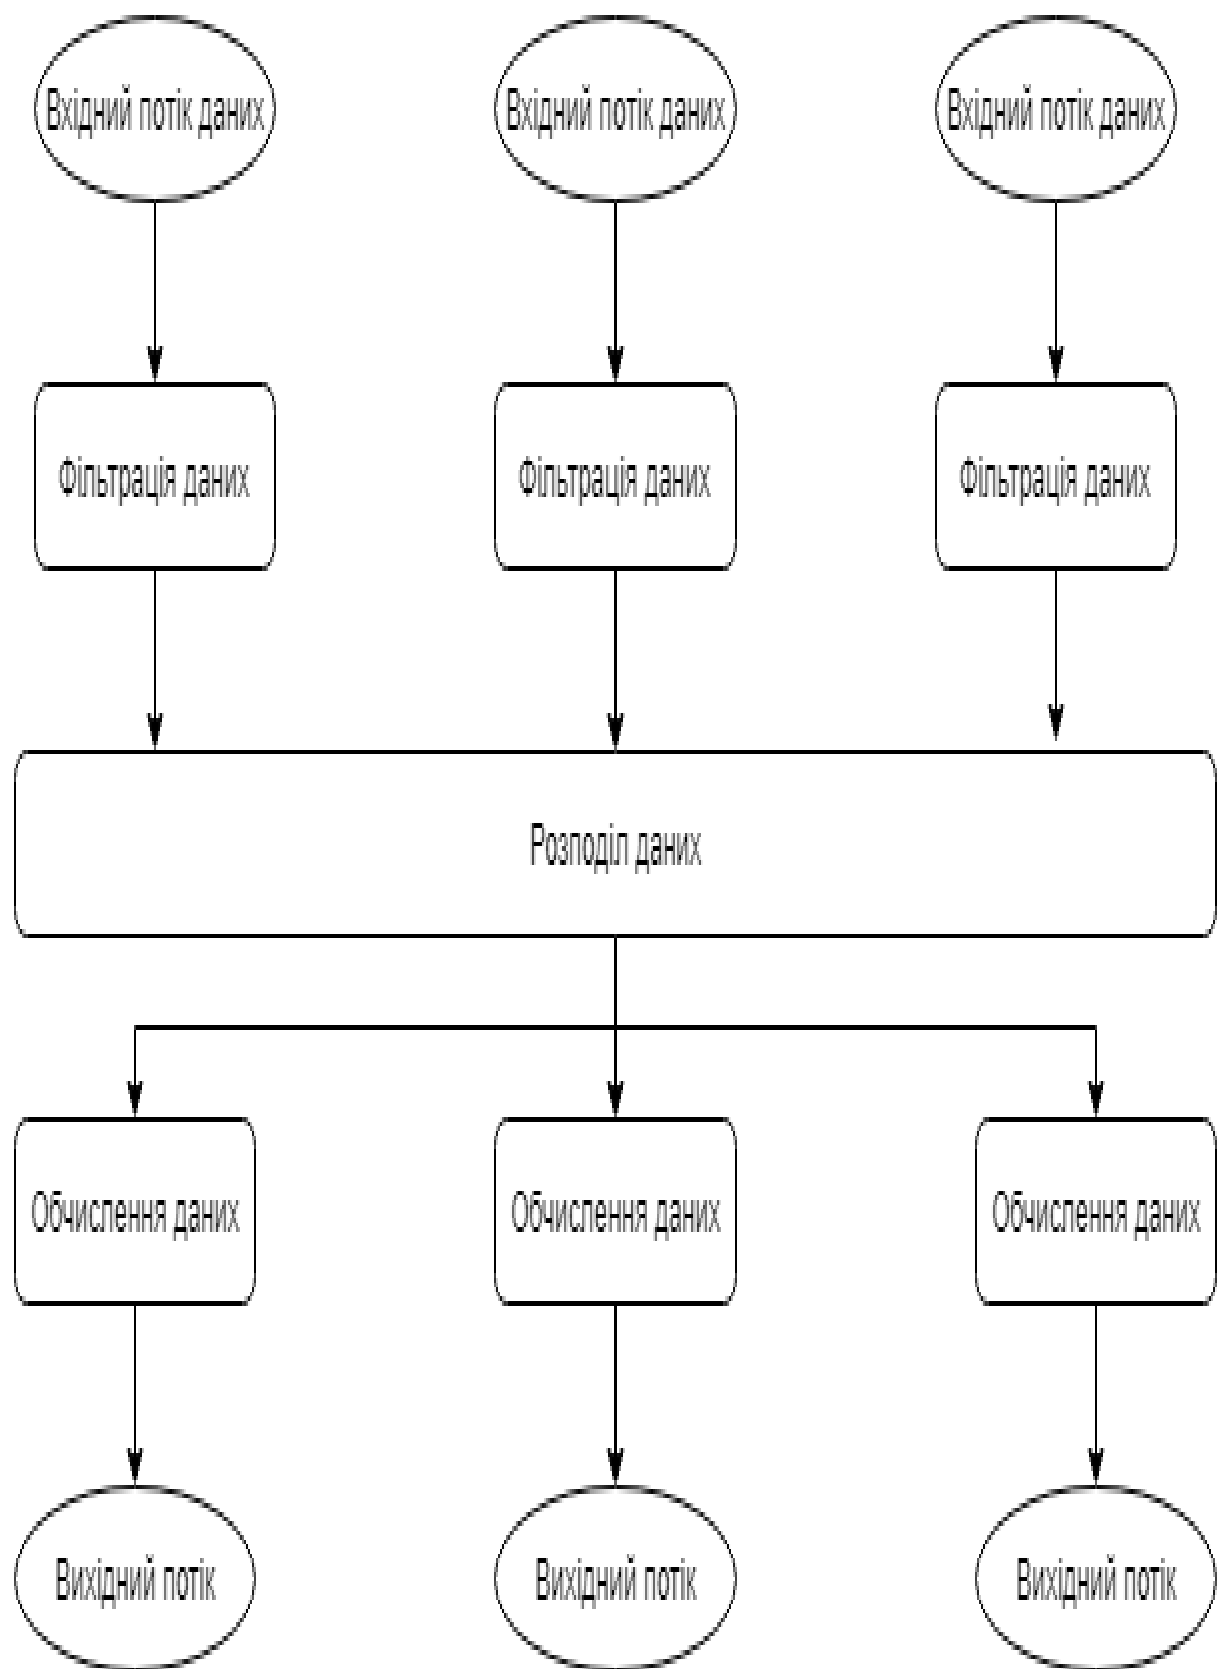 Вхідний потік даних
Вхідний потік даних
Вхідний потік даних
Фільтрація даних
Фільтрація даних
Фільтрація даних
Розподіл даних
Обчислення даних
Обчислення даних
Обчислення даних
Вихідний потік
Вихідний потік
Вихідний потік